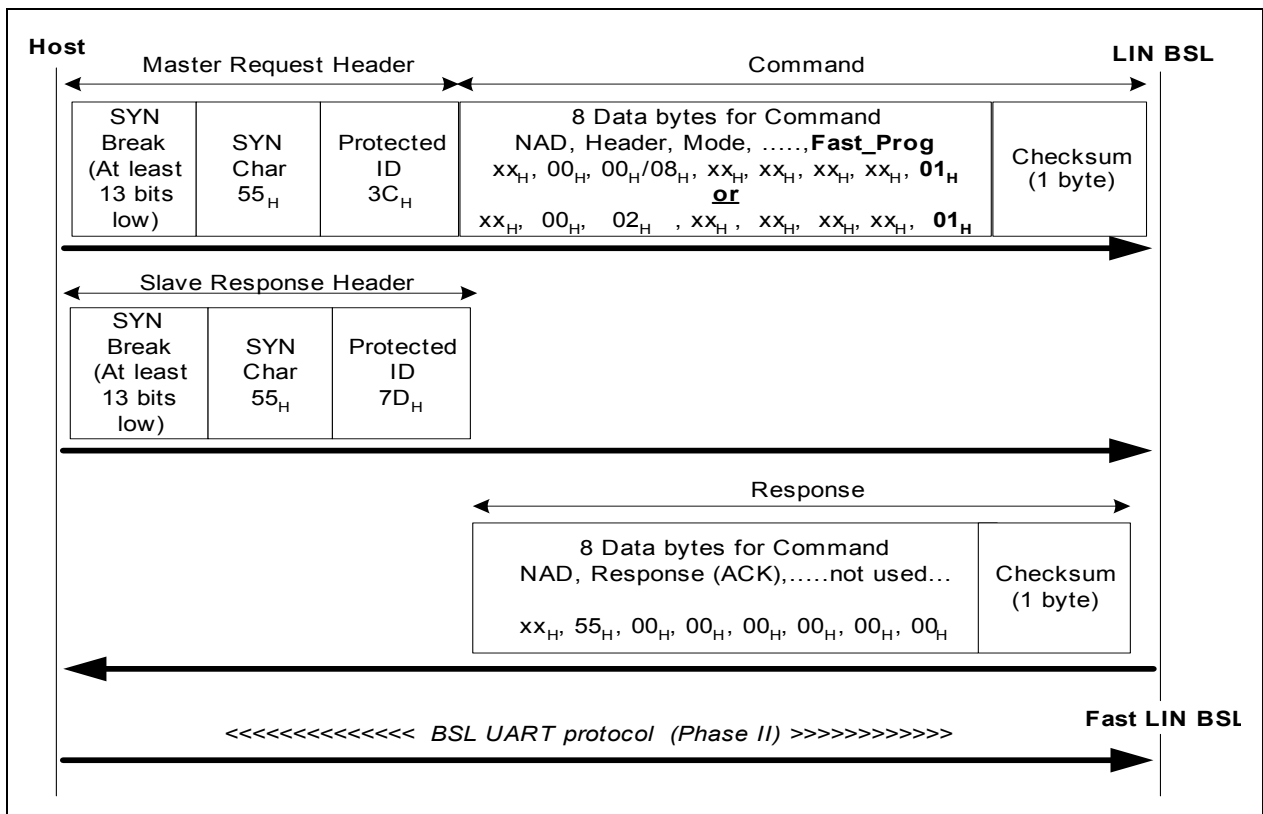 Host
LIN BSL
Master Request Header
Command
SYN
Break
(At least
13 bits
low)
SYN
Char
55H
Protected
ID
3CH
8 Data bytes for Command
NAD, Header, Mode, .....,Fast_Prog
xxH, 00H, 00H/08H, xxH, xxH, xxH, xxH, 01H
or
xxH, 00H, 02H , xxH , xxH, xxH, xxH, 01H
Checksum
(1 byte)
Slave Response Header
SYN
Break
(At least
13 bits
low)
SYN
Char
55H
Protected
ID
7DH
Response
8 Data bytes for Command
NAD, Response (ACK),.....not used...
xxH, 55H, 00H, 00H, 00H, 00H, 00H, 00H
Checksum
(1 byte)
Fast LIN BSL
<<<<<<<<<<<<<< BSL UART protocol (Phase II) >>>>>>>>>>>>